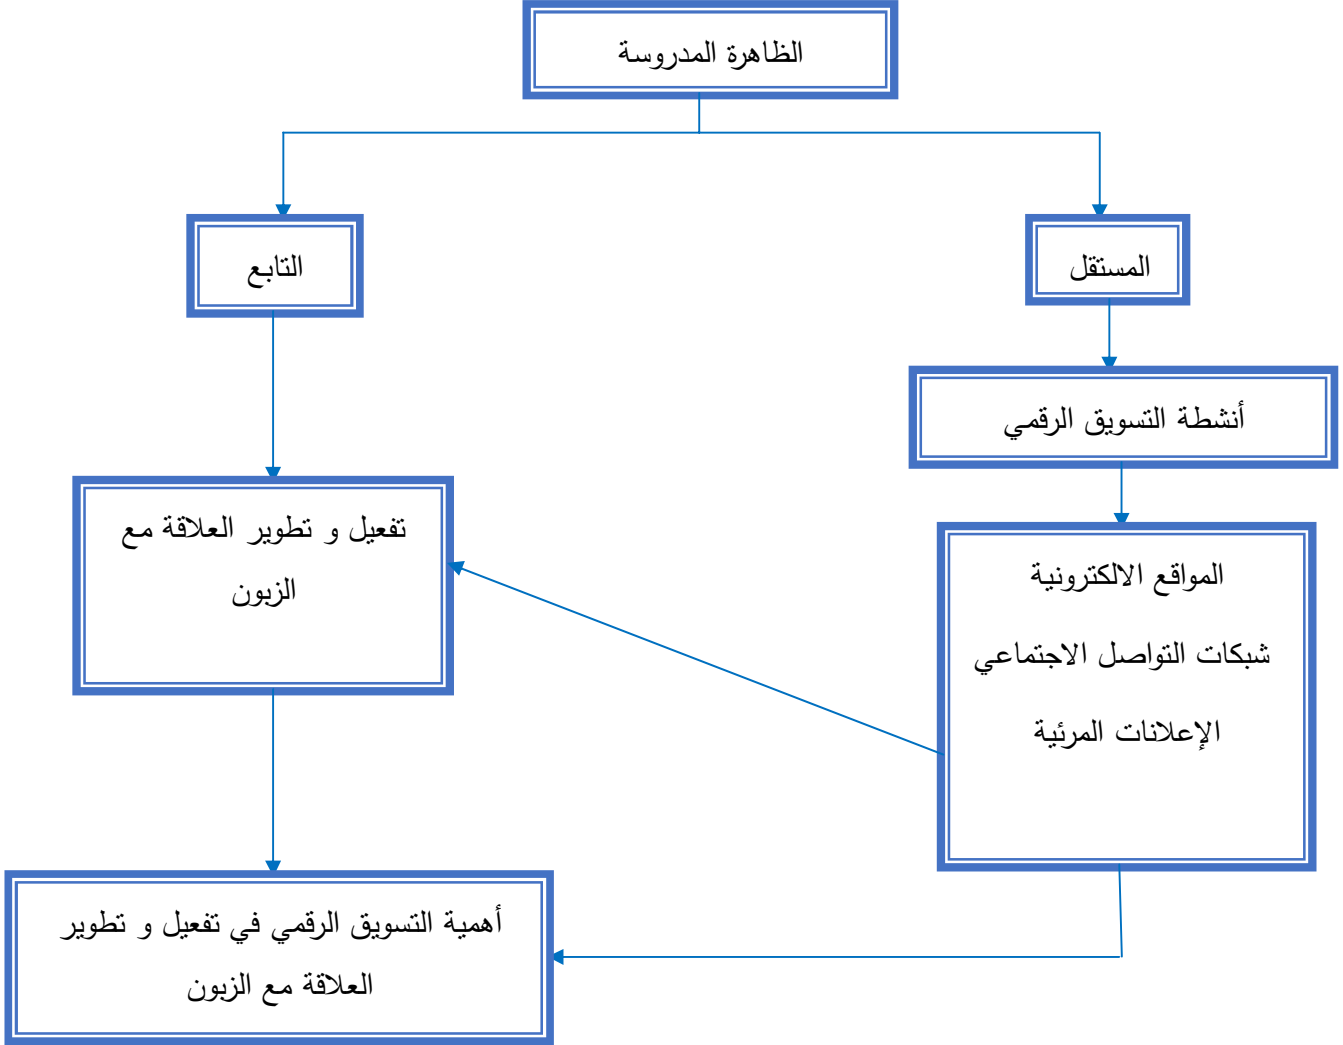 الظاهرة المدروسة
المستقل
التابع
أنشطة التسويق الرقمي
المواقع الالكترونية
شبكات التواصل الاجتماعي
الإعلانات المرئية
تفعيل و تطوير العلاقة مع
الزبون
أهمية التسويق الرقمي في تفعيل و تطوير
العلاقة مع الزبون